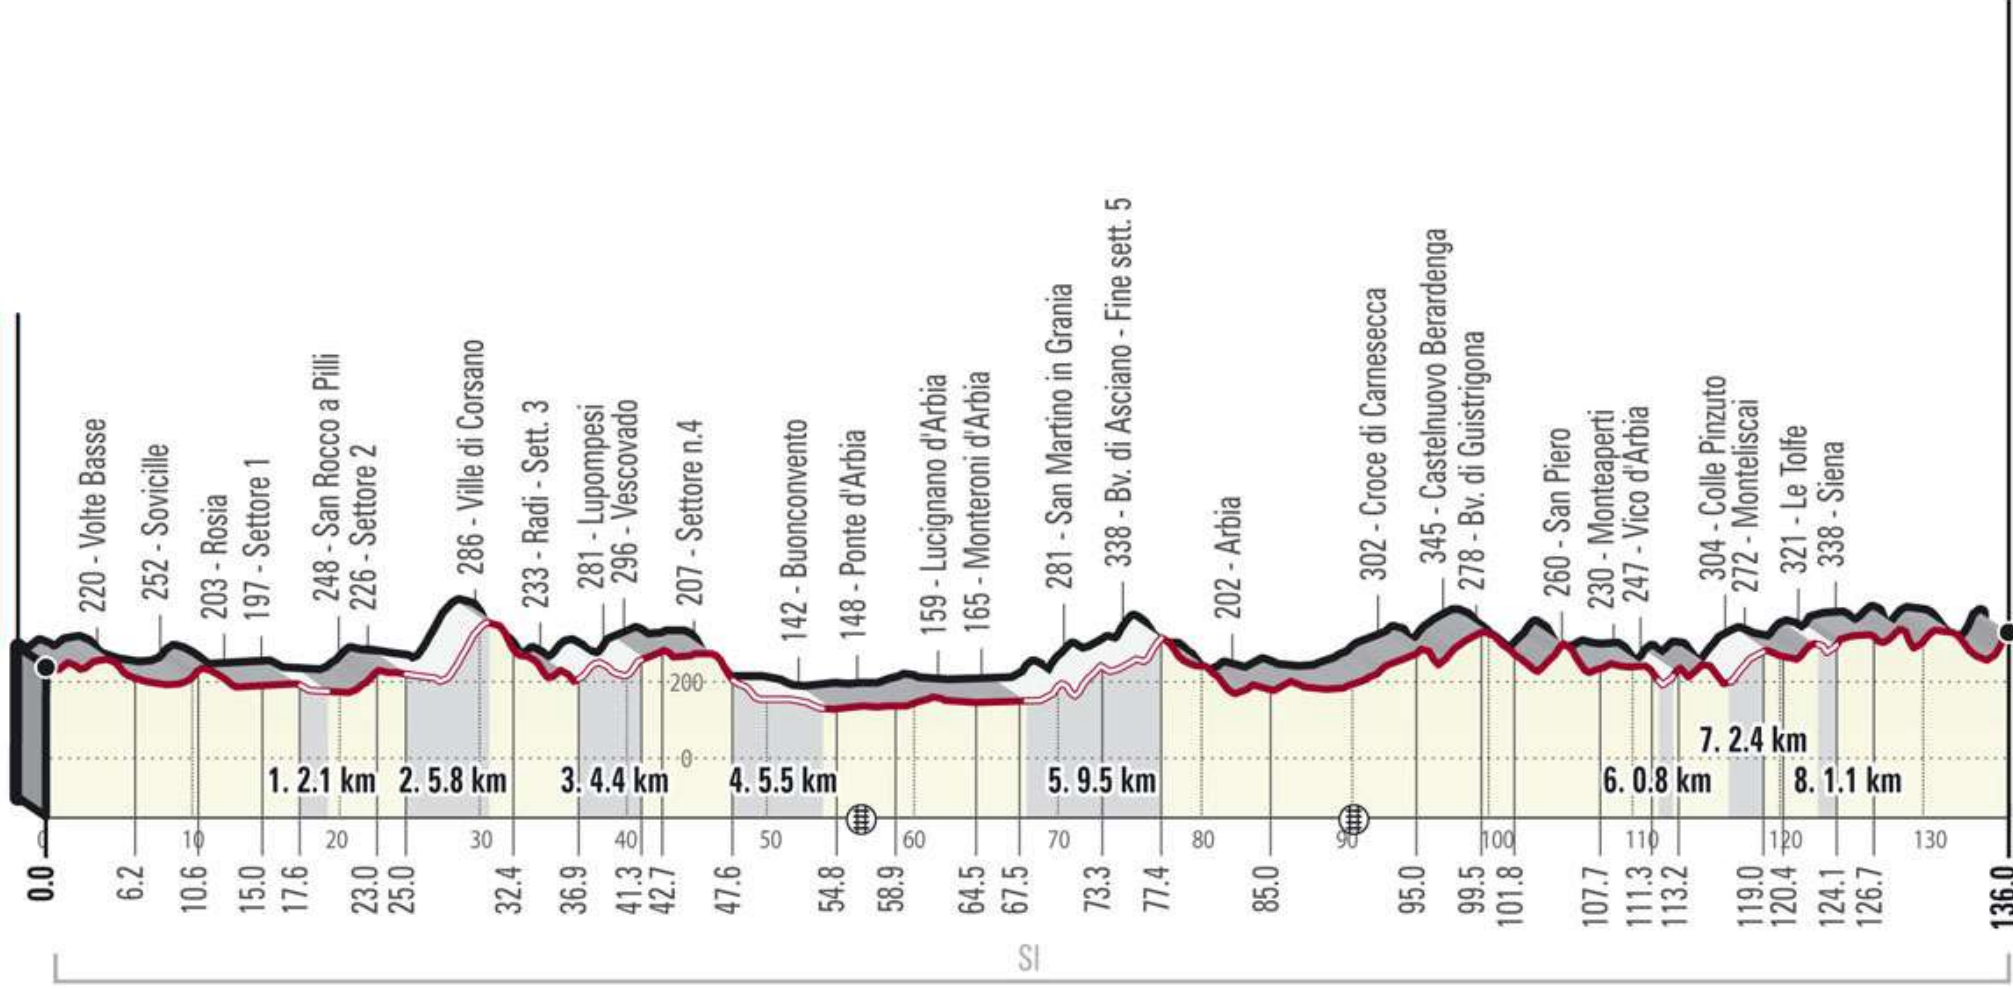 220 - Volte Basse
252 - Sovicille
203 - Rosia
197 - Settore 1
248 - San Rocco a Pilli
226 - Settore 2
286 - Ville di Corsano
233 - Radi - Sett. 3
281 - Lupompesi
296 - Vescovado
207 - Settore n.4
142 - Buonconvento
148 - Ponte d'Arbia
159 - Lucignano d'Arbia
165 - Monteroni d'Arbia
281 - San Martino in Grania
338 - Bv. di Asciano - Fine sett. 5
202 - Arbia
302 - Croce di Carnesecca
345 - Castelnuovo Berardenga
278 - Bv. di Guistrigona
260 - San Piero
230 - Monteaperti
247 - Vico d'Arbia
304 - Colle Pinzuto
272 - Monteliscai
321 - Le Tolfe
338 - Siena
200
0
1. 2.1 km
2. 5.8 km
3. 4.4 km
4. 5.5 km
5. 9.5 km
6. 0.8 km
7. 2.4 km
8. 1.1 km
0 10 20 30 40 50 60 70 80 90 100 110 120 130
0.0 6.2 10.6 15.0 17.6 23.0 25.0 32.4 36.9 41.3 42.7 47.6 54.8 58.9 64.5 67.5 73.3 77.4 85.0 95.0 99.5 101.8 107.7 111.3 113.2 119.0 120.4 124.1 126.7 136.0
SI